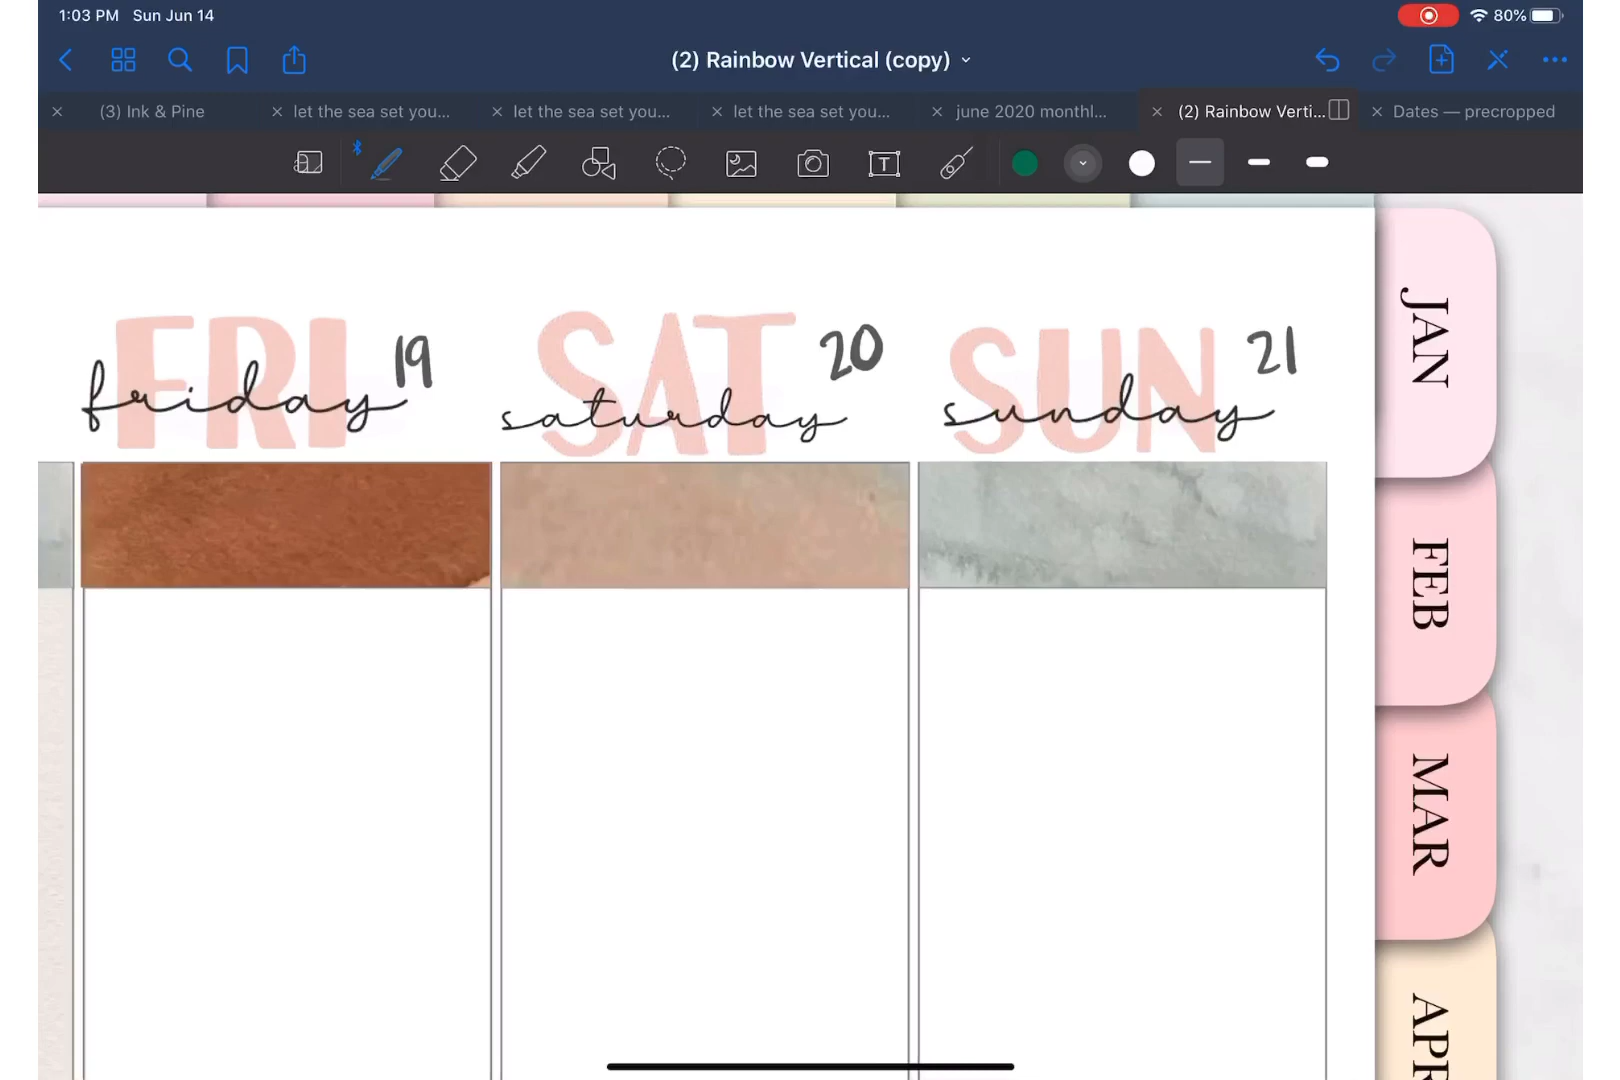 1:03 PM Sun Jun 14
80%
(2) Rainbow Vertical (copy)
(3) Ink & Pine
let the sea set you...
let the sea set you...
let the sea set you...
june 2020 monthl...
(2) Rainbow Verti...
Dates — precropped
T
FRI
friday
19
SAT
saturday
20
SUN
sunday
21
JAN
FEB
MAR
APR